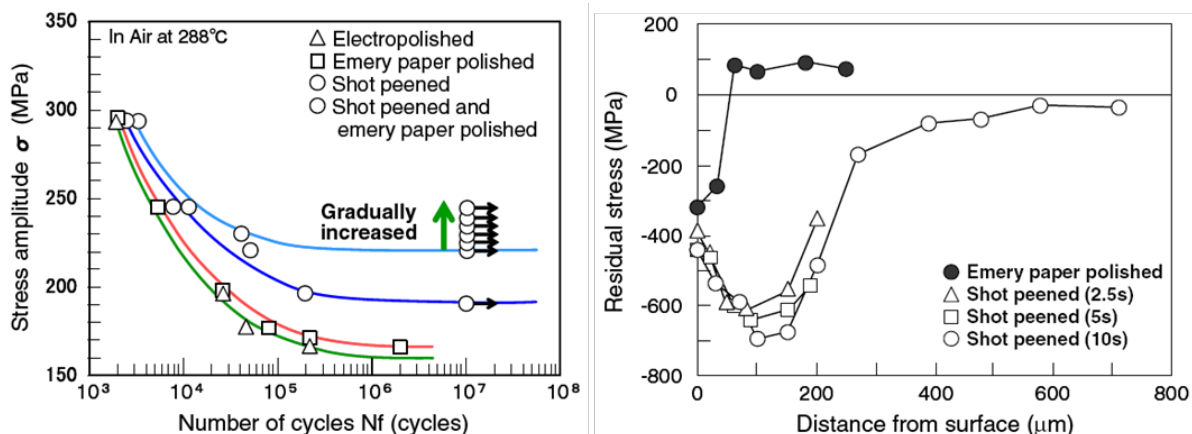 In Air at 288℃
Electropolished
Emery paper polished
Shot peened
Shot peened and
emery paper polished
Gradually
increased
350
300
250
200
150
10³
10⁴
10⁵
10⁶
10⁷
10⁸
Stress amplitude σ (MPa)
Number of cycles Nf (cycles)
200
0
-200
-400
-600
-800
0
200
400
600
800
Residual stress (MPa)
Emery paper polished
Shot peened (2.5s)
Shot peened (5s)
Shot peened (10s)
Distance from surface (μm)